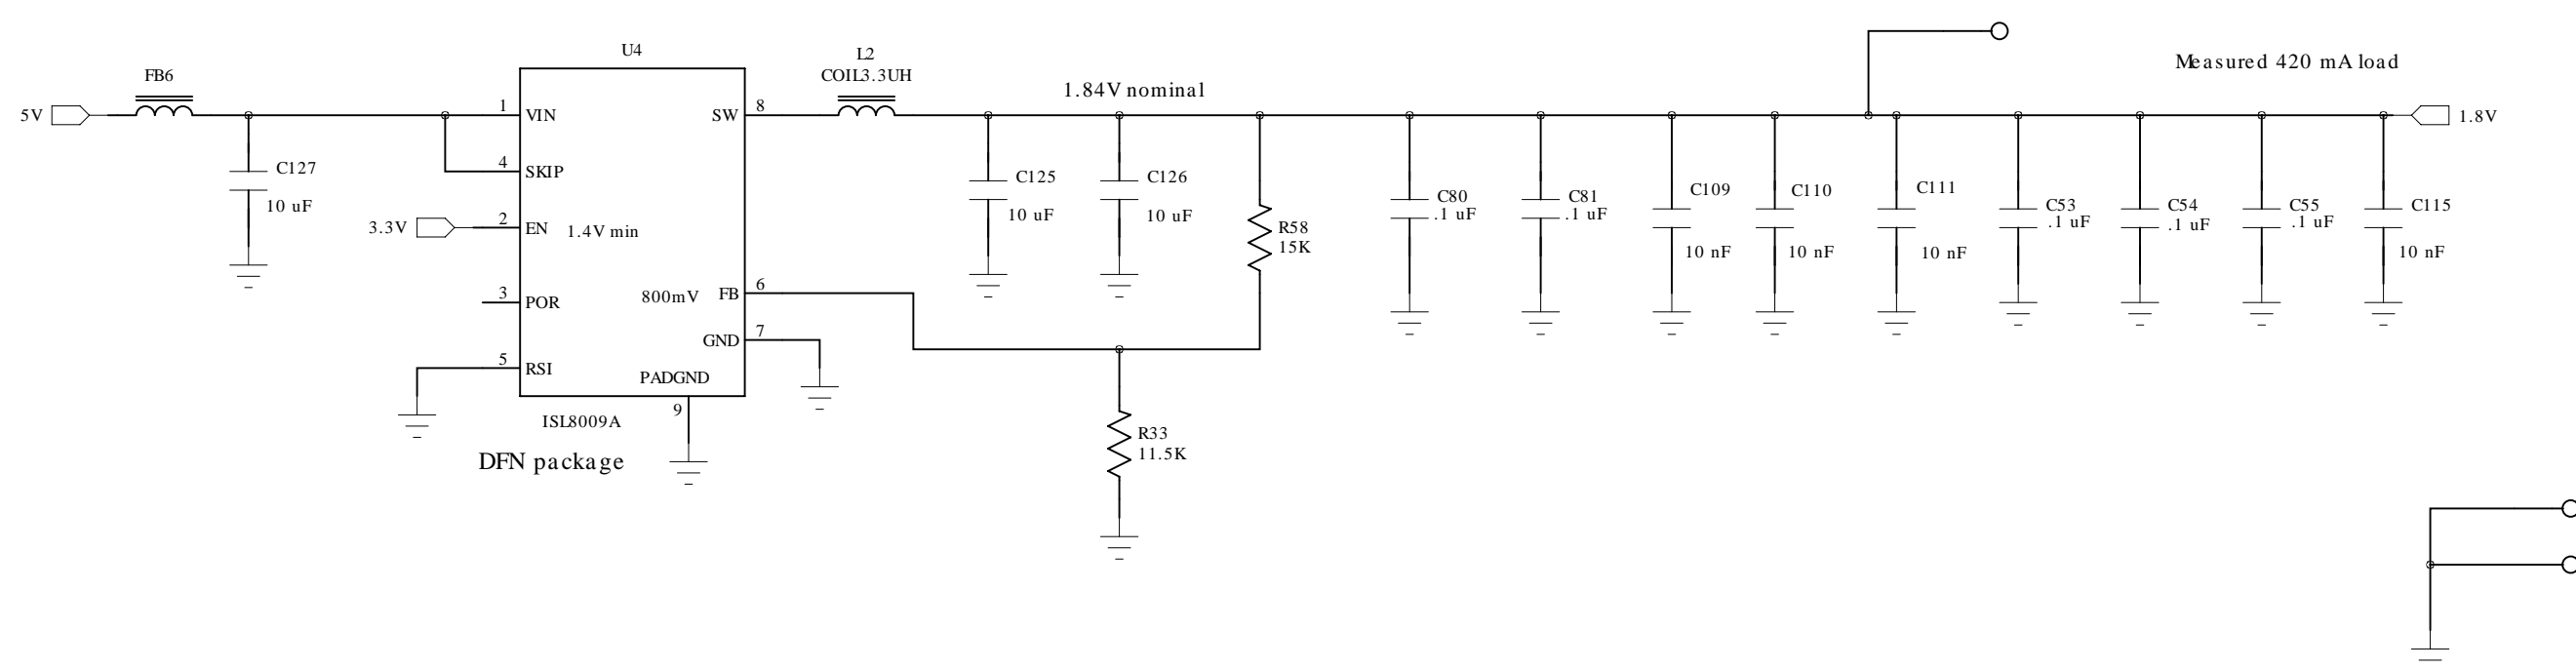 U4
L2
COIL3.3UH
FB6
5V
1
VIN
4
SKIP
3.3V
2
EN
1.4V min
3
POR
5
RSI
SW
8
800mV
FB
6
GND
7
PADGND
9
ISL8009A
DFN package
C127
10 uF
1.84V nominal
Measured 420 mA load
1.8V
C125
10 uF
C126
10 uF
R58
15K
R33
11.5K
C80
.1 uF
C81
.1 uF
C109
10 nF
C110
10 nF
C111
10 nF
C53
.1 uF
C54
.1 uF
C55
.1 uF
C115
10 nF